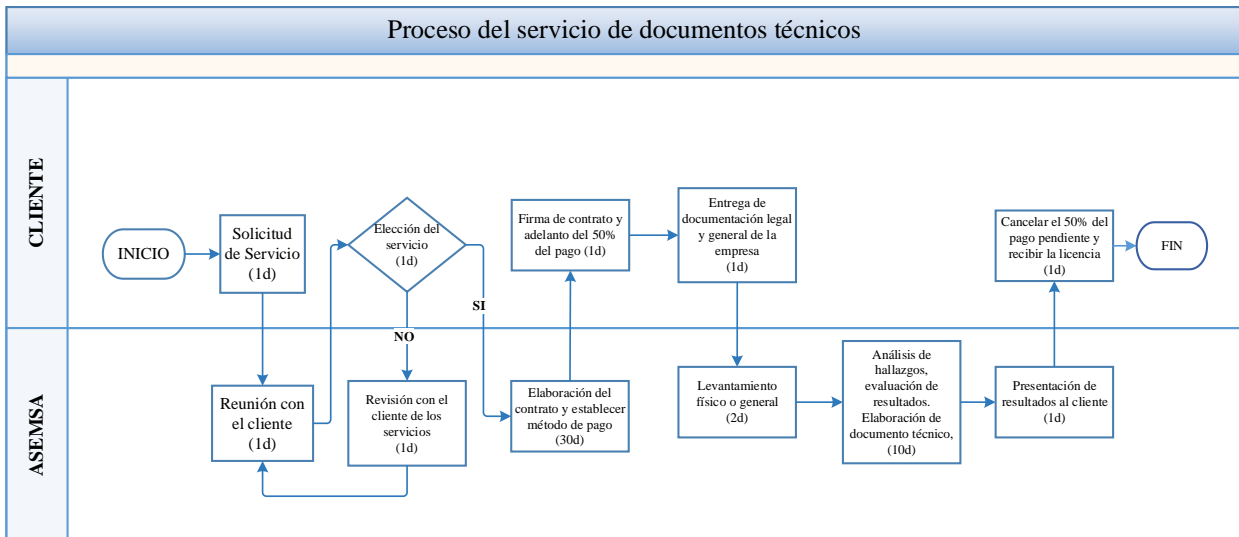 Proceso del servicio de documentos técnicos
CLIENTE
INICIO
Solicitud
de Servicio
(1d)
Elección del
servicio
(1d)
SI
NO
Firma de contrato y
adelanto del 50%
del pago (1d)
Entrega de
documentación legal
y general de la
empresa
(1d)
Cancelar el 50% del
pago pendiente y
recibir la licencia
(1d)
FIN
ASEMSA
Reunión con
el cliente
(1d)
Revisión con el
cliente de los
servicios
(1d)
Elaboración del
contrato y establecer
método de pago
(30d)
Levantamiento
físico o general
(2d)
Análisis de
hallazgos,
evaluación de
resultados.
Elaboración de
documento técnico,
(10d)
Presentación de
resultados al cliente
(1d)